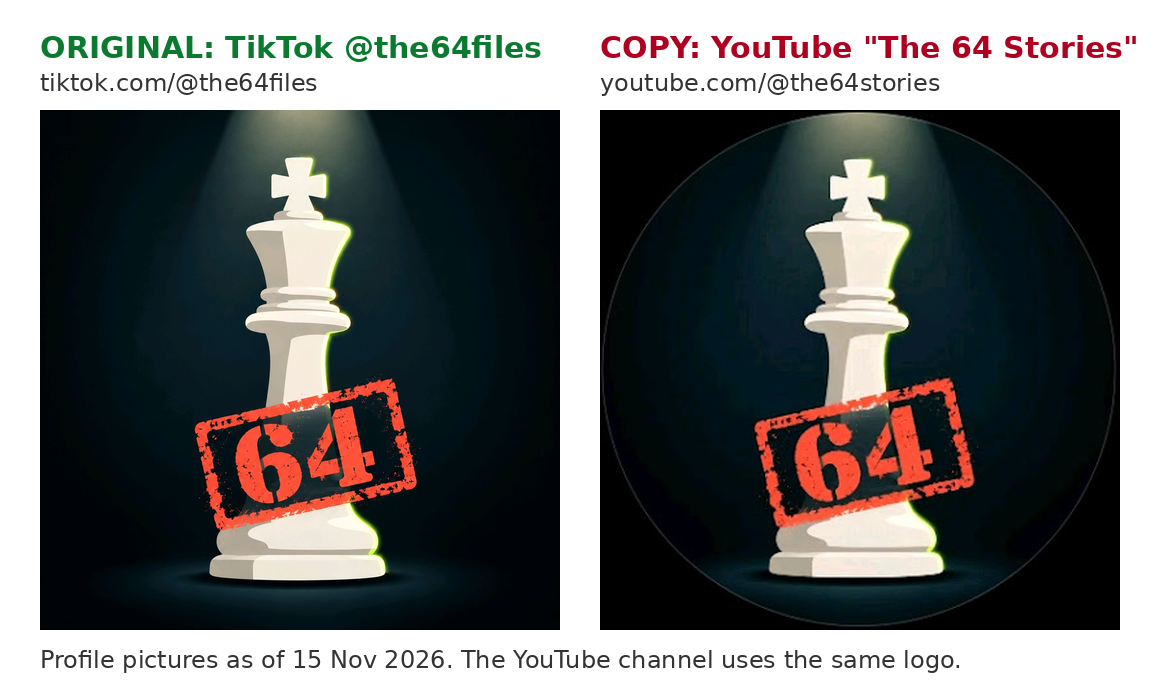 ORIGINAL: TikTok @the64files
tiktok.com/@the64files
COPY: YouTube "The 64 Stories"
youtube.com/@the64stories
64
64
Profile pictures as of 15 Nov 2026. The YouTube channel uses the same logo.